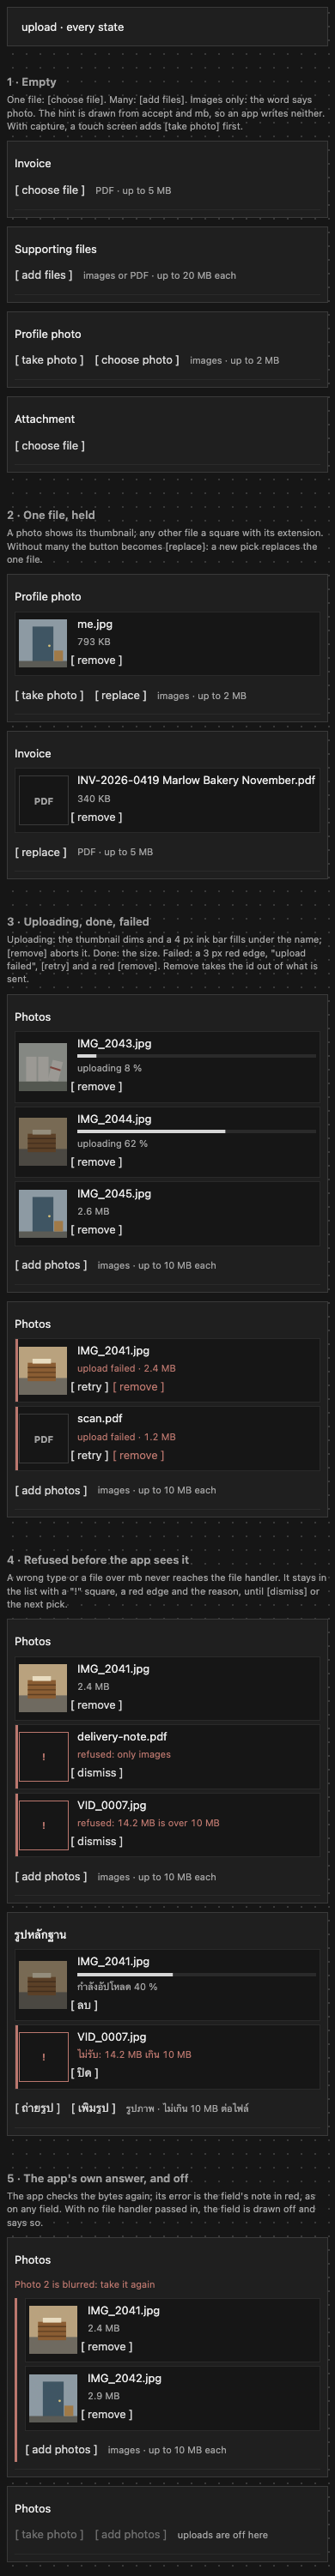 upload · every state
1 · Empty
One file: [choose file]. Many: [add files]. Images only: the word says
photo. The hint is drawn from accept and mb, so an app writes neither.
With capture, a touch screen adds [take photo] first.
Invoice
[ choose file ] PDF · up to 5 MB
Supporting files
[ add files ] images or PDF · up to 20 MB each
Profile photo
[ take photo ] [ choose photo ] images · up to 2 MB
Attachment
[ choose file ]
2 · One file, held
A photo shows its thumbnail; any other file a square with its extension.
Without many the button becomes [replace]: a new pick replaces the
one file.
Profile photo
me.jpg
793 KB
[ remove ]
[ take photo ] [ replace ] images · up to 2 MB
Invoice
PDF
INV-2026-0419 Marlow Bakery November.pdf
340 KB
[ remove ]
[ replace ] PDF · up to 5 MB
3 · Uploading, done, failed
Uploading: the thumbnail dims and a 4 px ink bar fills under the name;
[remove] aborts it. Done: the size. Failed: a 3 px red edge, "upload
failed", [retry] and a red [remove]. Remove takes the id out of what is
sent.
Photos
IMG_2043.jpg
uploading 8 %
[ remove ]
IMG_2044.jpg
uploading 62 %
[ remove ]
IMG_2045.jpg
2.6 MB
[ remove ]
[ add photos ] images · up to 10 MB each
Photos
IMG_2041.jpg
upload failed · 2.4 MB
[ retry ] [ remove ]
PDF
scan.pdf
upload failed · 1.2 MB
[ retry ] [ remove ]
[ add photos ] images · up to 10 MB each
4 · Refused before the app sees it
A wrong type or a file over mb never reaches the file handler. It stays in
the list with a "!" square, a red edge and the reason, until [dismiss] or
the next pick.
Photos
IMG_2041.jpg
2.4 MB
[ remove ]
!
delivery-note.pdf
refused: only images
[ dismiss ]
!
VID_0007.jpg
refused: 14.2 MB is over 10 MB
[ dismiss ]
[ add photos ] images · up to 10 MB each
รูปหลักฐาน
IMG_2041.jpg
กำลังอัปโหลด 40 %
[ ลบ ]
!
VID_0007.jpg
ไม่รับ: 14.2 MB เกิน 10 MB
[ ปิด ]
[ ถ่ายรูป ] [ เพิ่มรูป ] รูปภาพ · ไม่เกิน 10 MB ต่อไฟล์
5 · The app's own answer, and off
The app checks the bytes again; its error is the field's note in red, as
on any field. With no file handler passed in, the field is drawn off and
says so.
Photos
Photo 2 is blurred: take it again
IMG_2041.jpg
2.4 MB
[ remove ]
IMG_2042.jpg
2.9 MB
[ remove ]
[ add photos ] images · up to 10 MB each
Photos
[ take photo ] [ add photos ] uploads are off here